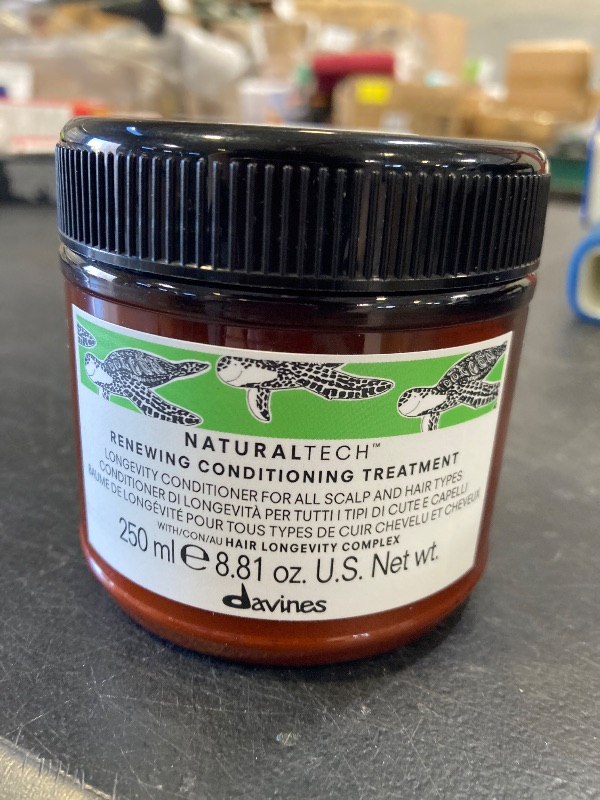 NATURALTECH™
RENEWING CONDITIONING TREATMENT
LONGEVITY CONDITIONER FOR ALL SCALP AND HAIR TYPES
CONDITIONER DI LONGEVITÀ PER TUTTI I TIPI DI CUTE E CAPELLI
BAUME DE LONGÉVITÉ POUR TOUS TYPES DE CUIR CHEVELU ET CHEVEUX
WITH/CON/AU HAIR LONGEVITY COMPLEX
250 ml ℮ 8.81 oz. U.S. Net wt.
davines